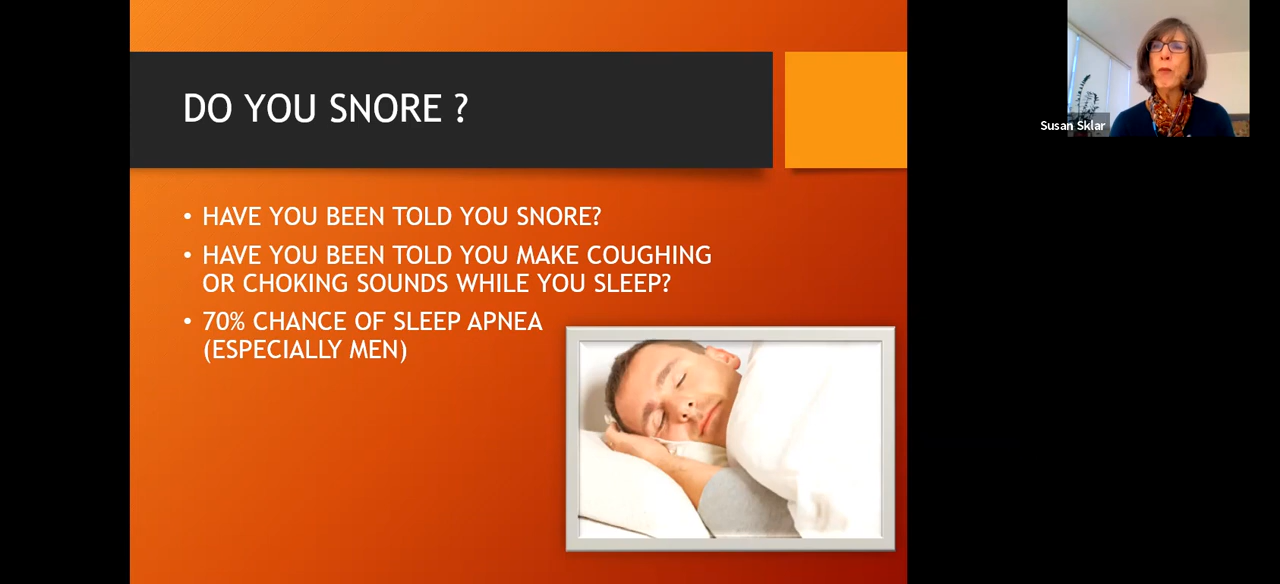 DO YOU SNORE ?
• HAVE YOU BEEN TOLD YOU SNORE?
• HAVE YOU BEEN TOLD YOU MAKE COUGHING
OR CHOKING SOUNDS WHILE YOU SLEEP?
• 70% CHANCE OF SLEEP APNEA
(ESPECIALLY MEN)
Susan Sklar